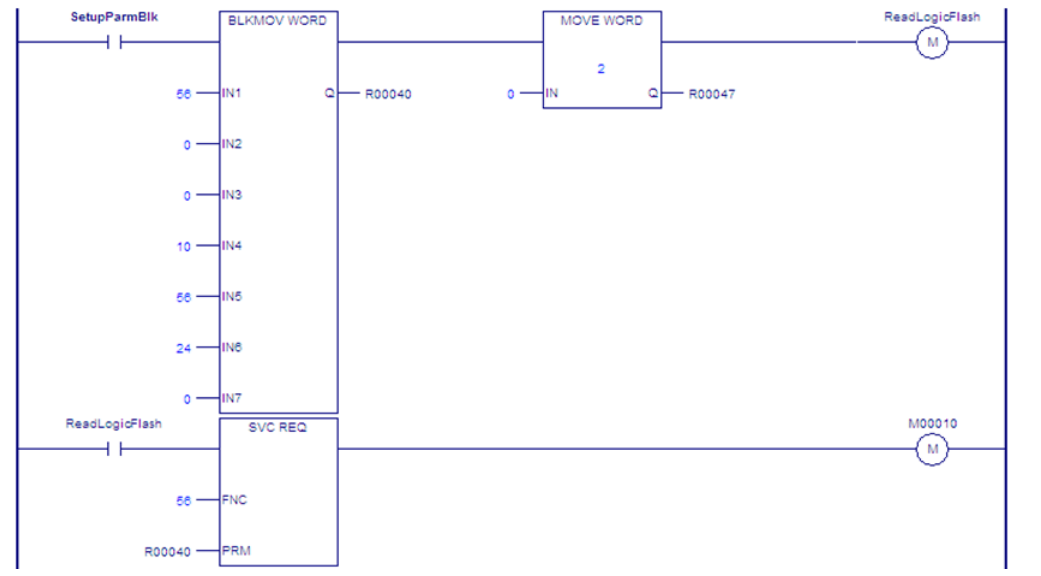 SetupParmBlk
BLKMOV WORD
MOVE WORD
ReadLogicFlash
M
2
56 IN1 Q R00040
0 IN Q R00047
0 IN2
0 IN3
10 IN4
56 IN5
24 IN6
0 IN7
ReadLogicFlash
SVC REQ
M00010
M
56 FNC
R00040 PRM